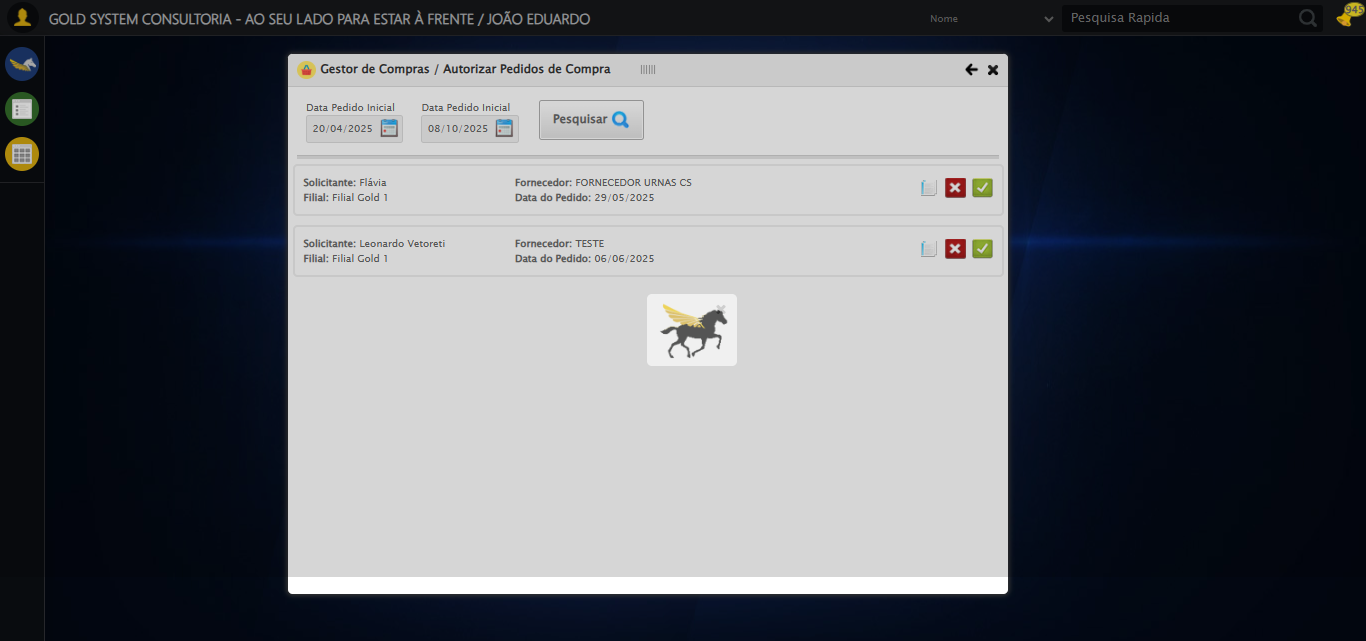 GOLD SYSTEM CONSULTORIA - AO SEU LADO PARA ESTAR À FRENTE / JOÃO EDUARDO
Nome
Pesquisa Rapida
945
Gestor de Compras / Autorizar Pedidos de Compra
Data Pedido Inicial
Data Pedido Inicial
20/04/2025
08/10/2025
Pesquisar
Solicitante: Flávia
Fornecedor: FORNECEDOR URNAS CS
Filial: Filial Gold 1
Data do Pedido: 29/05/2025
Solicitante: Leonardo Vetoreti
Fornecedor: TESTE
Filial: Filial Gold 1
Data do Pedido: 06/06/2025